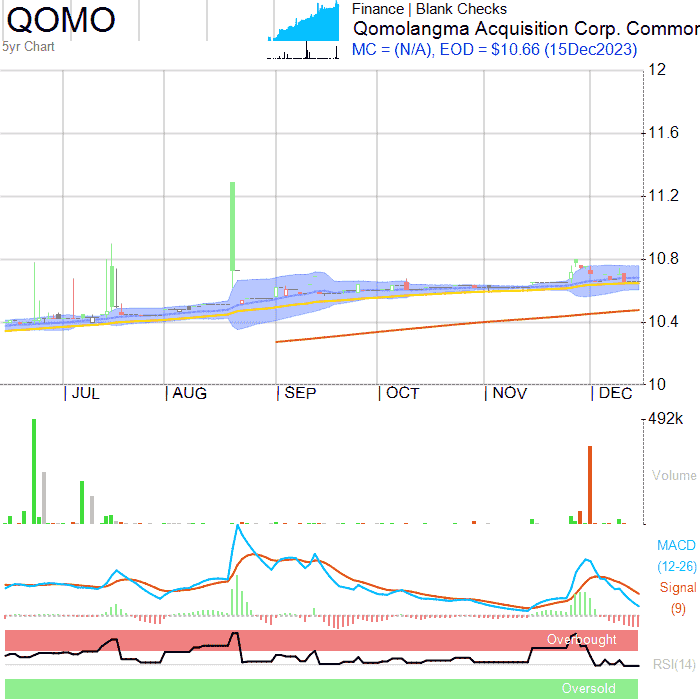 QOMO
5yr Chart
Finance | Blank Checks
Qomolangma Acquisition Corp. Common
MC = (N/A), EOD = $10.66 (15Dec2023)
12
11.6
11.2
10.8
10.4
10
|JUL |AUG |SEP |OCT |NOV |DEC
492k
Volume
MACD
(12-26)
Signal
(9)
Overbought
RSI(14)
Oversold